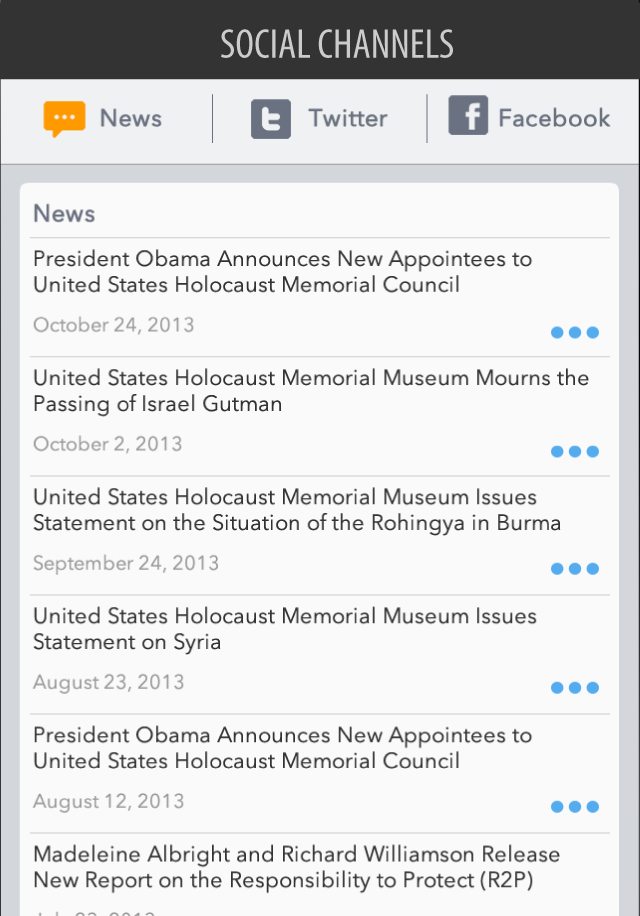 SOCIAL CHANNELS
News
Twitter
Facebook
News
President Obama Announces New Appointees to
United States Holocaust Memorial Council
October 24, 2013
United States Holocaust Memorial Museum Mourns the
Passing of Israel Gutman
October 2, 2013
United States Holocaust Memorial Museum Issues
Statement on the Situation of the Rohingya in Burma
September 24, 2013
United States Holocaust Memorial Museum Issues
Statement on Syria
August 23, 2013
President Obama Announces New Appointees to
United States Holocaust Memorial Council
August 12, 2013
Madeleine Albright and Richard Williamson Release
New Report on the Responsibility to Protect (R2P)